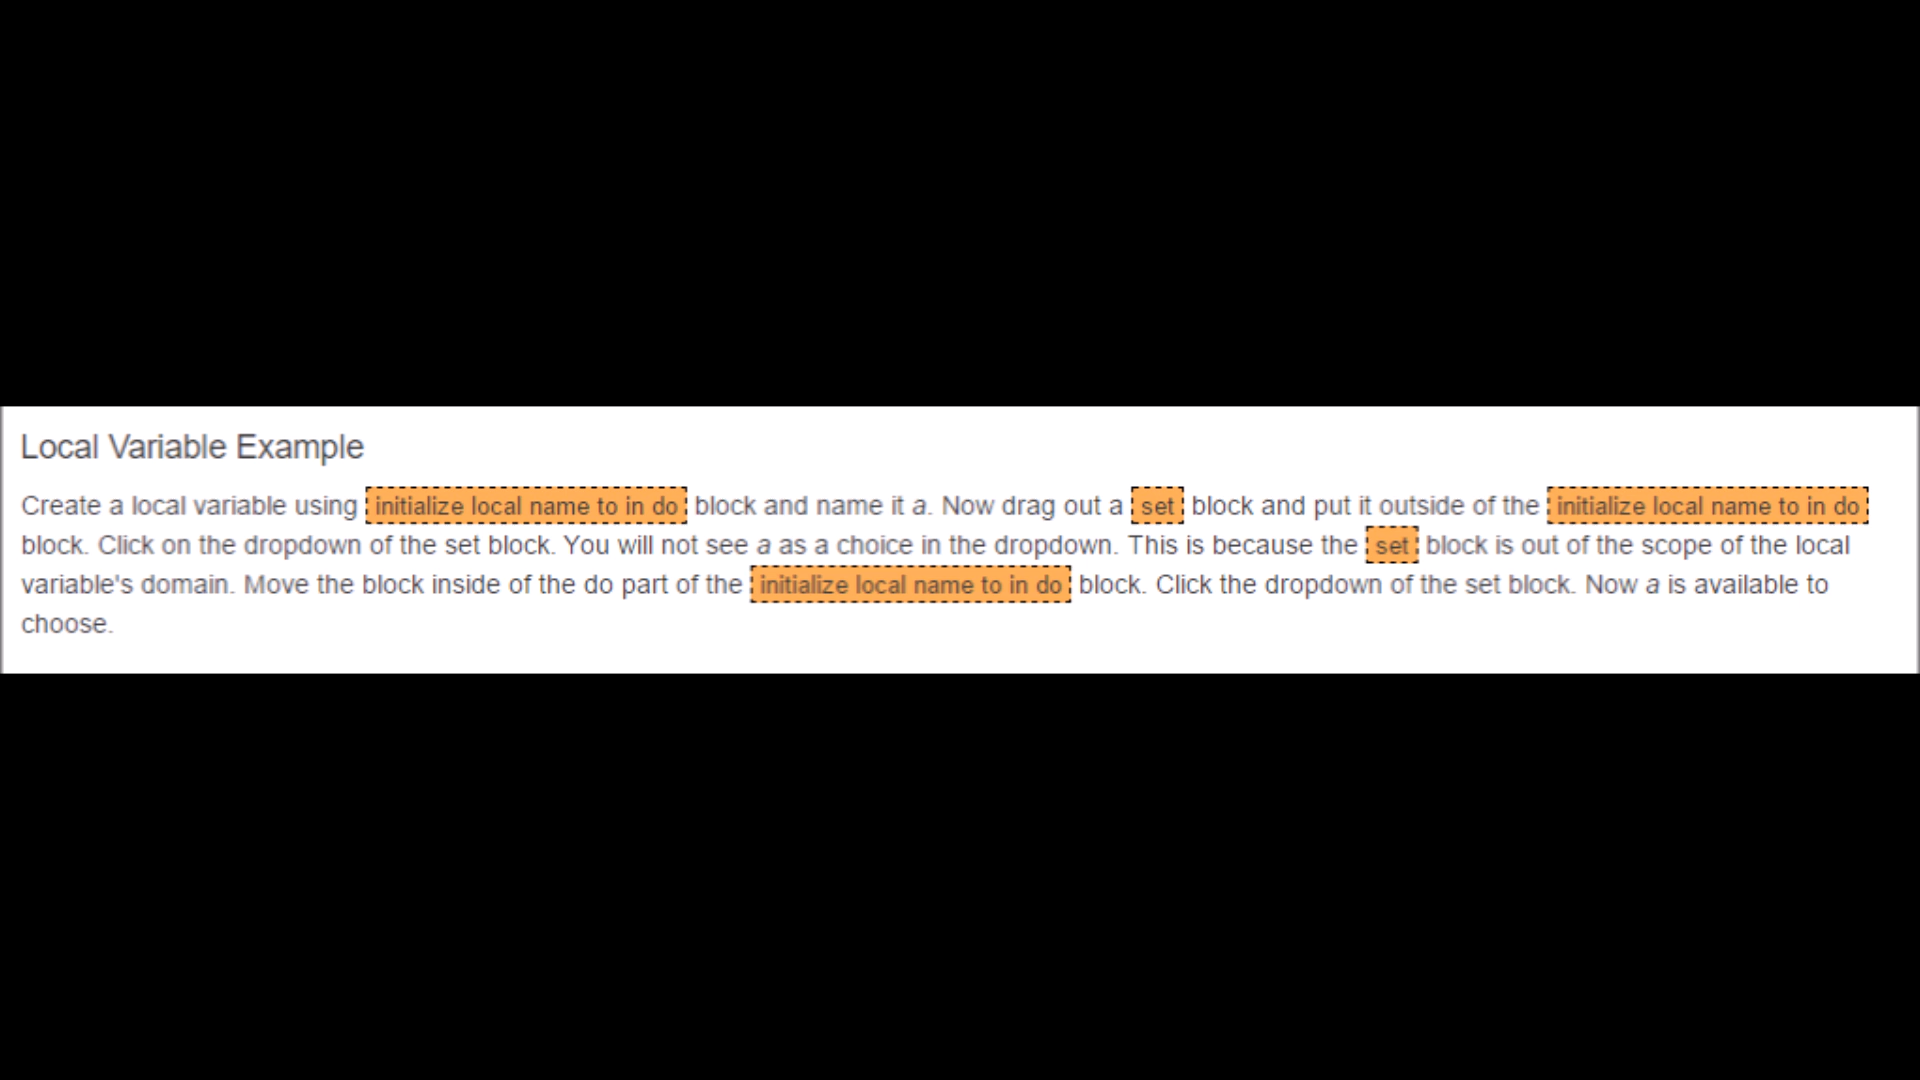 Local Variable Example
Create a local variable using initialize local name to in do block and name it a. Now drag out a set block and put it outside of the initialize local name to in do
block. Click on the dropdown of the set block. You will not see a as a choice in the dropdown. This is because the set block is out of the scope of the local
variable's domain. Move the block inside of the do part of the initialize local name to in do block. Click the dropdown of the set block. Now a is available to
choose.